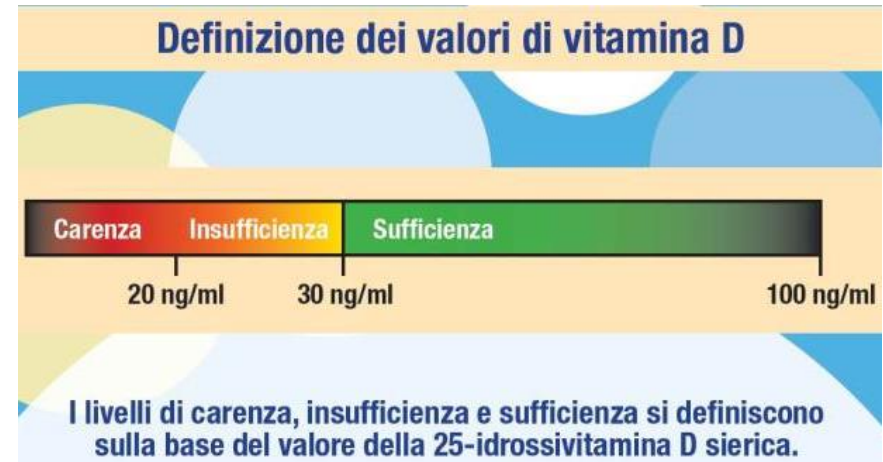 Definizione dei valori di vitamina D
Carenza Insufficienza Sufficienza
20 ng/ml 30 ng/ml 100 ng/ml
I livelli di carenza, insufficienza e sufficienza si definiscono
sulla base del valore della 25-idrossivitamina D sierica.